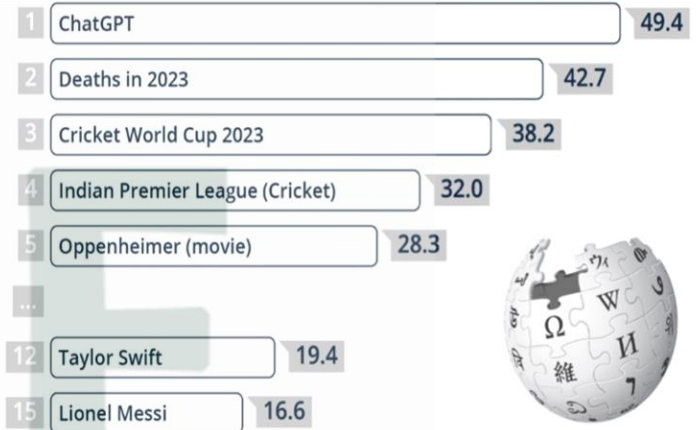 1 ChatGPT 49.4
2 Deaths in 2023 42.7
3 Cricket World Cup 2023 38.2
4 Indian Premier League (Cricket) 32.0
5 Oppenheimer (movie) 28.3
...
12 Taylor Swift 19.4
15 Lionel Messi 16.6
Ω W
維 И